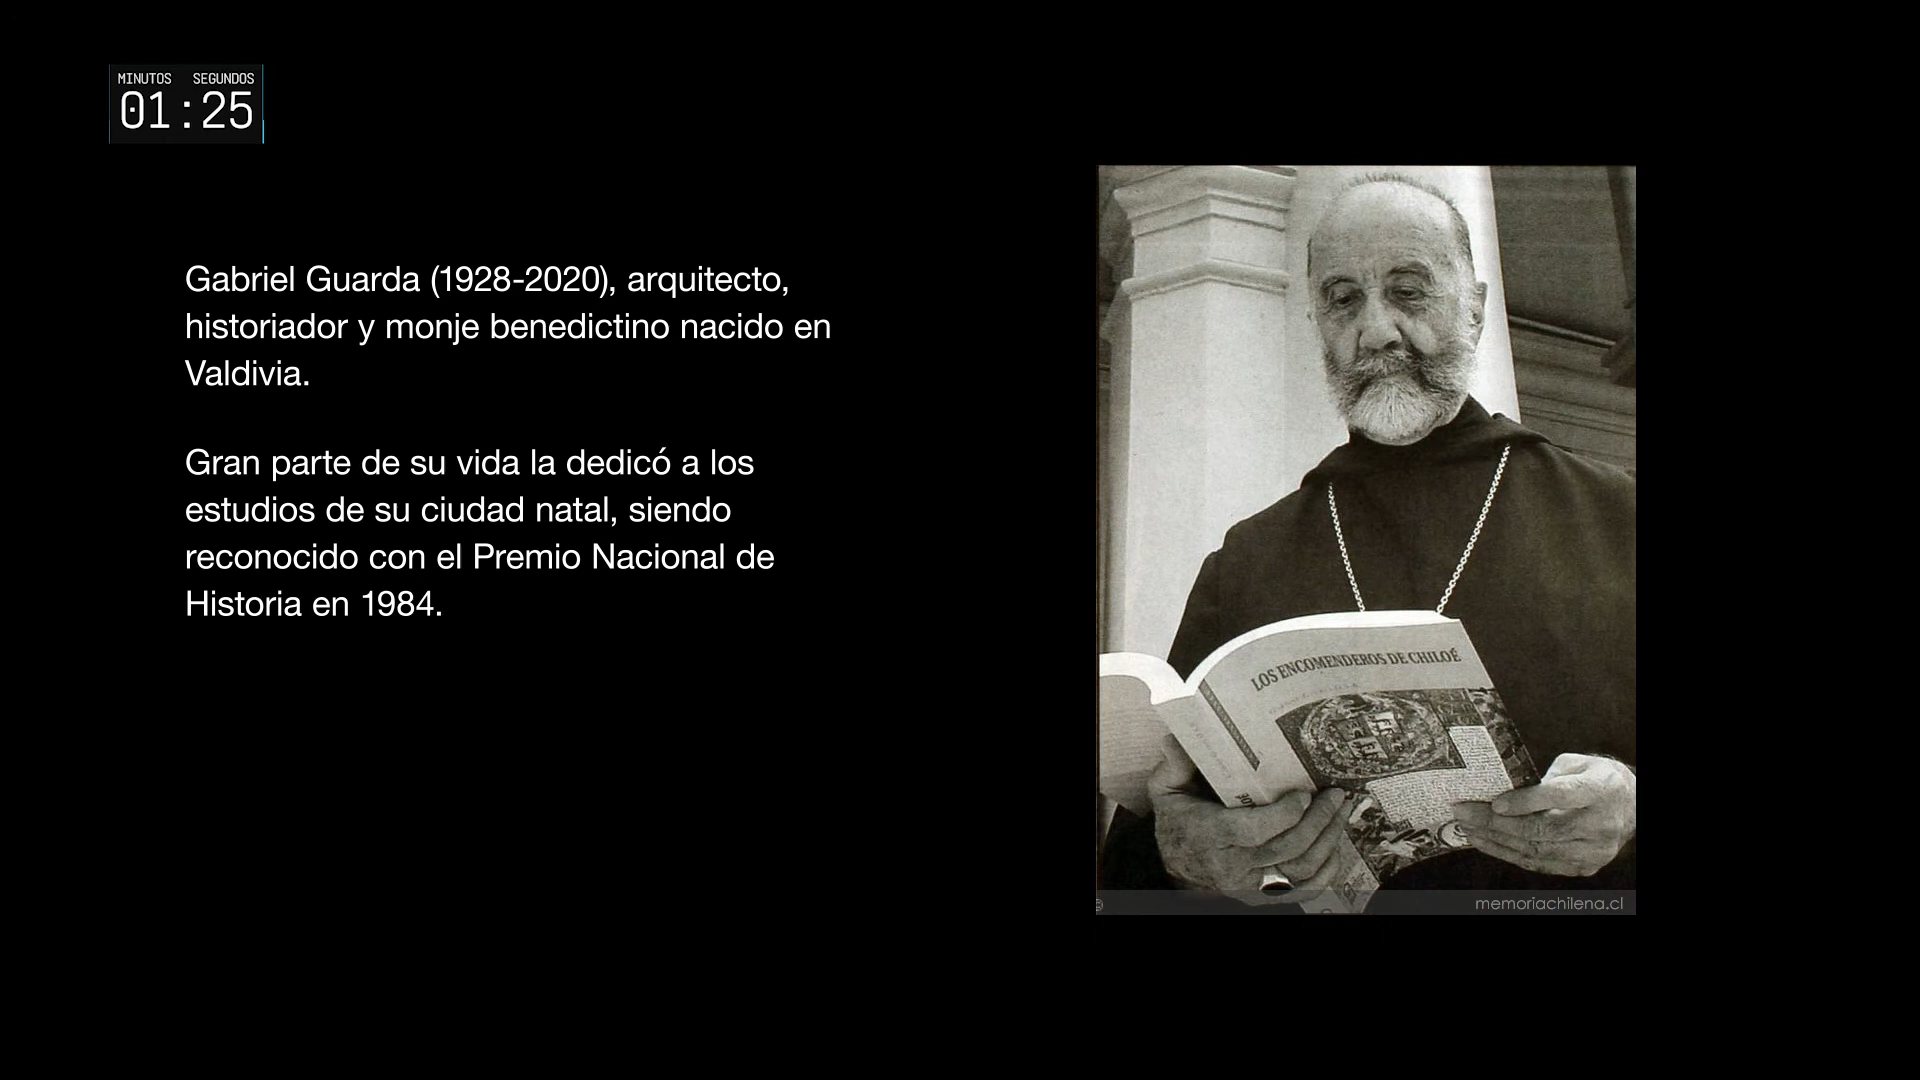 MINUTOS SEGUNDOS
01:25
Gabriel Guarda (1928-2020), arquitecto,
historiador y monje benedictino nacido en
Valdivia.
Gran parte de su vida la dedicó a los
estudios de su ciudad natal, siendo
reconocido con el Premio Nacional de
Historia en 1984.
LOS ENCOMENDEROS DE CHILOÉ
memoriachilena.cl